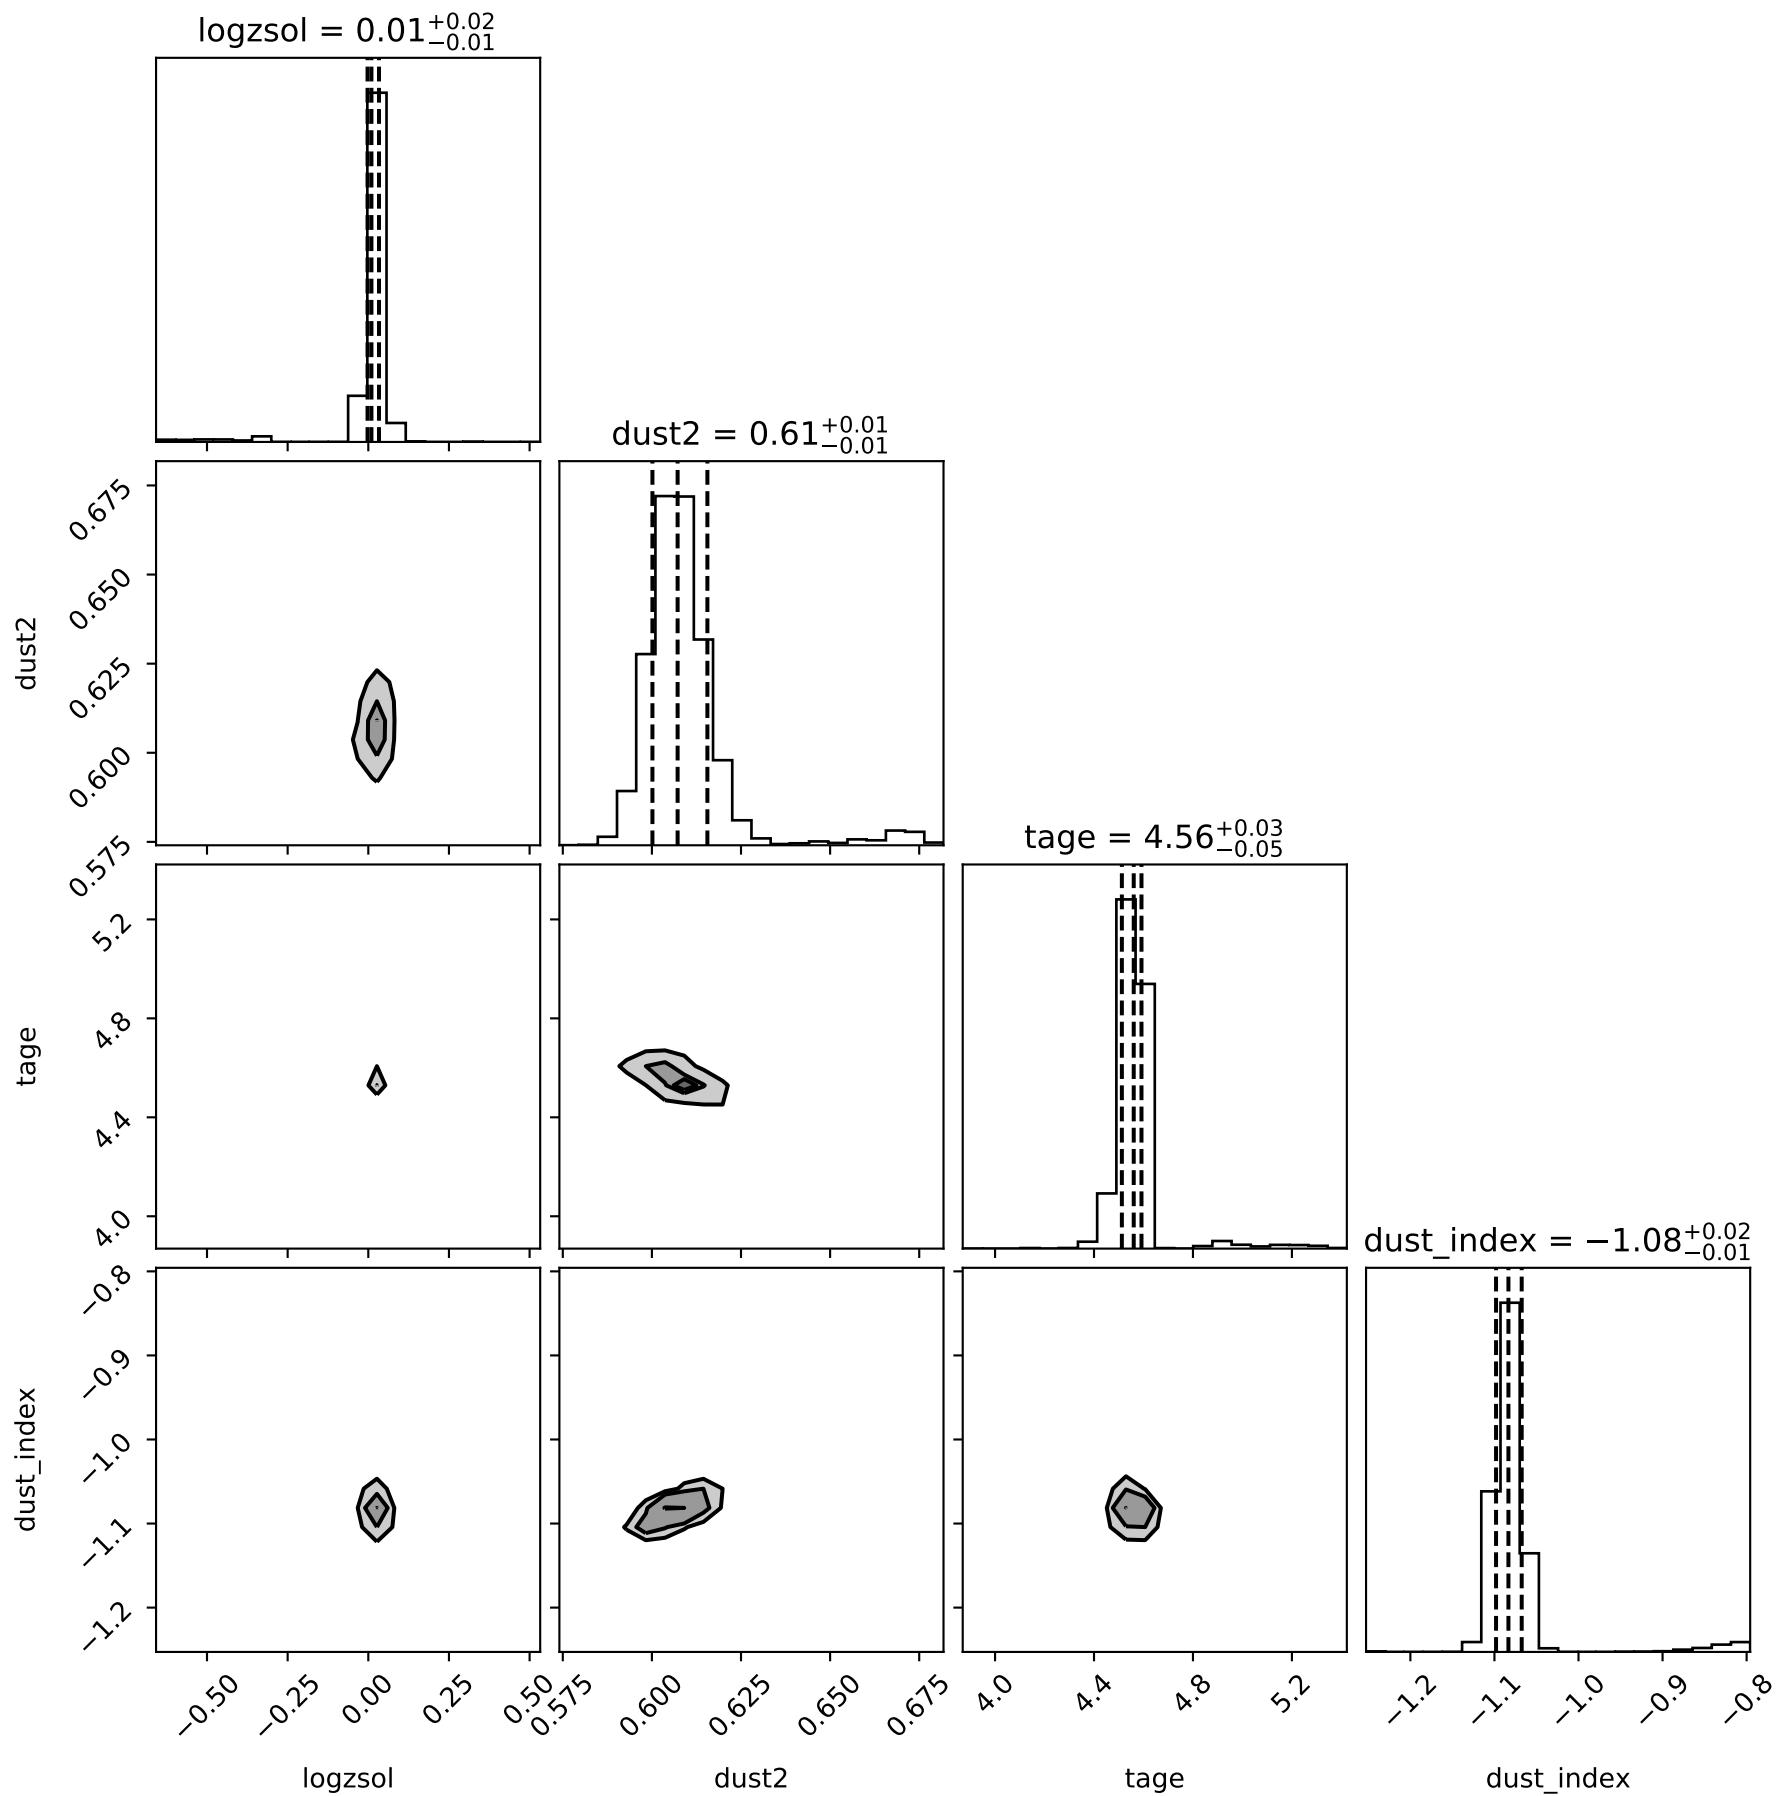 logzsol = 0.01+0.02 −0.01
dust2 = 0.61+0.01 −0.01
0.675
0.650
0.625
0.600
0.575
dust2
tage = 4.56+0.03 −0.05
5.2
4.8
4.4
4.0
tage
dust_index = −1.08+0.02 −0.01
−0.8
−0.9
−1.0
−1.1
−1.2
dust_index
−0.50 −0.25 0.00 0.25 0.50
0.575 0.600 0.625 0.650 0.675
4.0 4.4 4.8 5.2
−1.2 −1.1 −1.0 −0.9 −0.8
logzsol dust2 tage dust_index